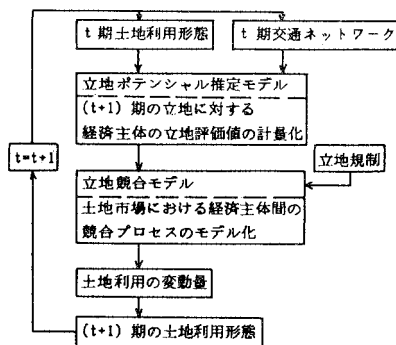 t 期土地利用形態
t 期交通ネットワーク
立地ポテンシャル推定モデル
(t+1) 期の立地に対する
経済主体の立地評価値の計量化
t=t+1
立地規制
立地競合モデル
土地市場における経済主体間の
競合プロセスのモデル化
土地利用の変動量
(t+1) 期の土地利用形態